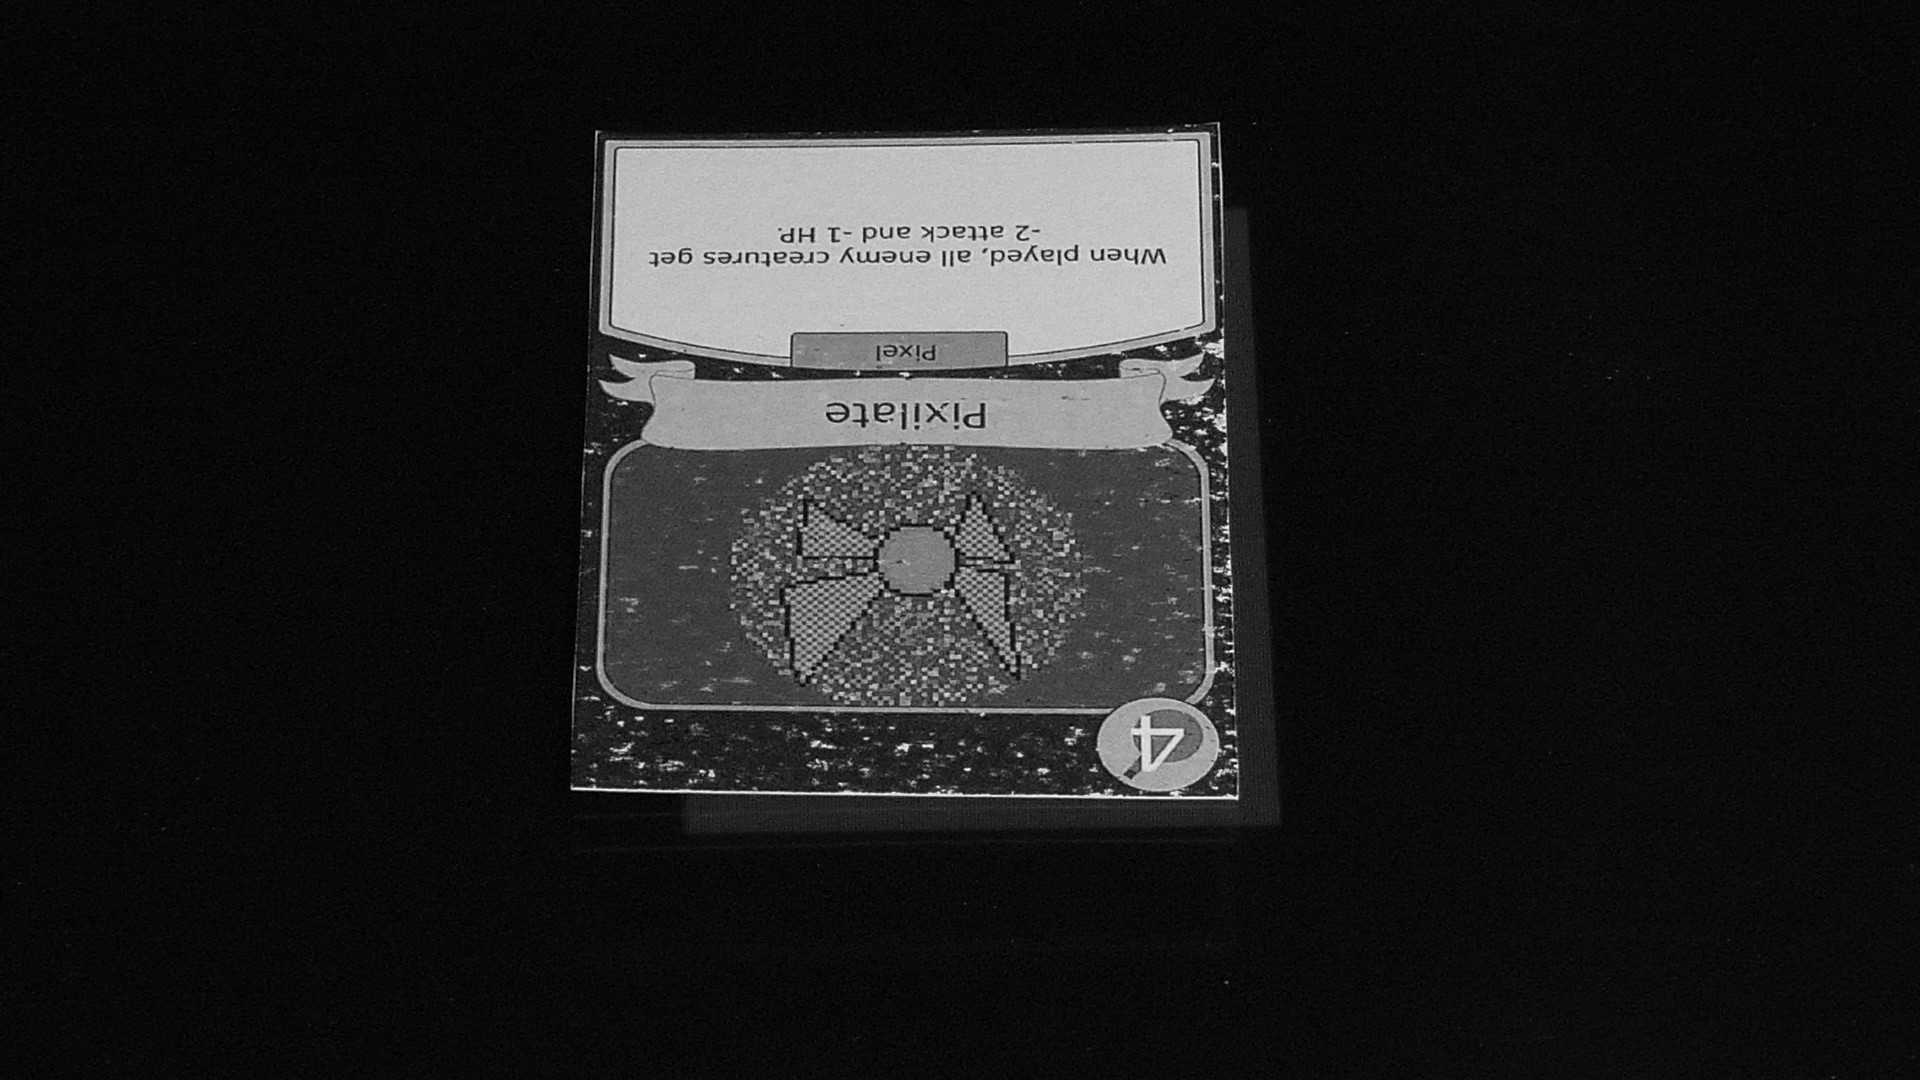 4
Pixilate
Pixel
When played, all enemy creatures get
-2 attack and -1 HP.